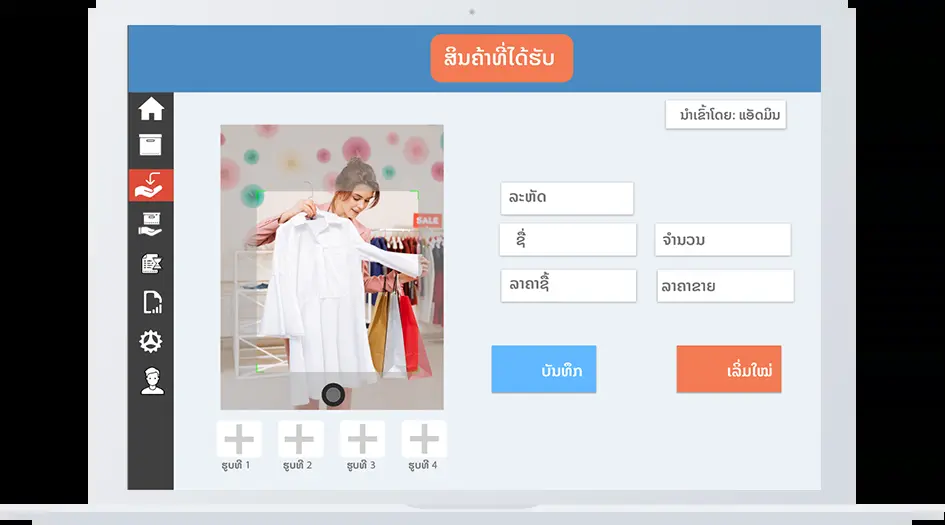 ສິນຄ້າທີ່ໄດ້ຮັບ
ນຳເຂົ້າໂດຍ: ແອັດມິນ
SALE
ລະຫັດ
ຊື່
ຈຳນວນ
ລາຄາຊື້
ລາຄາຂາຍ
ບັນທຶກ
ເລີ່ມໃໝ່
ຮູບທີ 1
ຮູບທີ 2
ຮູບທີ 3
ຮູບທີ 4